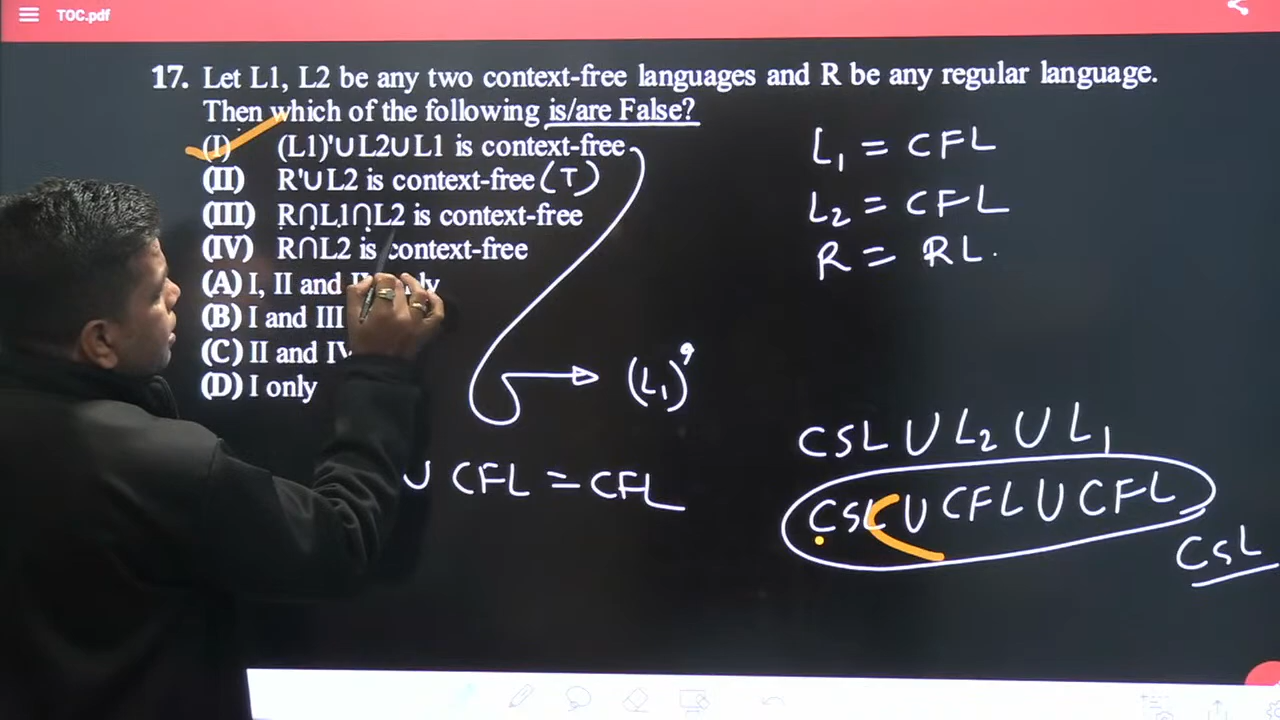 TOC.pdf
17. Let L1, L2 be any two context-free languages and R be any regular language.
Then which of the following is/are False?
(I) (L1)'∪L2∪L1 is context-free
(II) R'∪L2 is context-free (T)
(III) R∩L1∩L2 is context-free
(IV) R∩L2 is context-free
(A) I, II and
(B) I and III
(C) II and IV
(D) I only
L1 = CFL
L2 = CFL
R = RL.
(L1)'
CSL ∪ L2 ∪ L1
∪ CFL = CFL
CSL ∪ CFL ∪ CFL
CSL